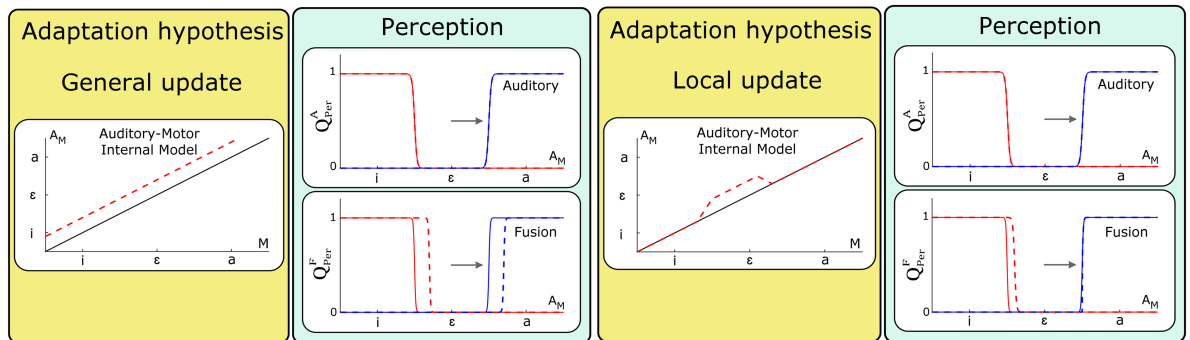 Adaptation hypothesis
General update
A_M
Auditory-Motor
Internal Model
a
ε
i
M
i ε a
Perception
1
Auditory
Q^A_Per
A_M
0
i ε a
1
Fusion
Q^F_Per
A_M
0
i ε a
Adaptation hypothesis
Local update
A_M
Auditory-Motor
Internal Model
a
ε
i
M
i ε a
Perception
1
Auditory
Q^A_Per
A_M
0
i ε a
1
Fusion
Q^F_Per
A_M
0
i ε a